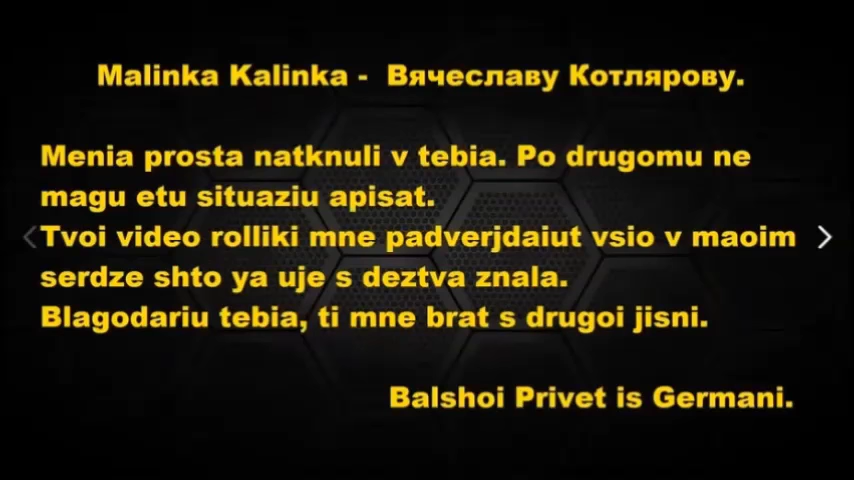 Malinka Kalinka - Вячеславу Котлярову.
Menia prosta natknuli v tebia. Po drugomu ne
magu etu situaziu apisat.
Tvoi video rolliki mne padverjdaiut vsio v maoim
serdze shto ya uje s deztva znala.
Blagodariu tebia, ti mne brat s drugoi jisni.
Balshoi Privet is Germani.